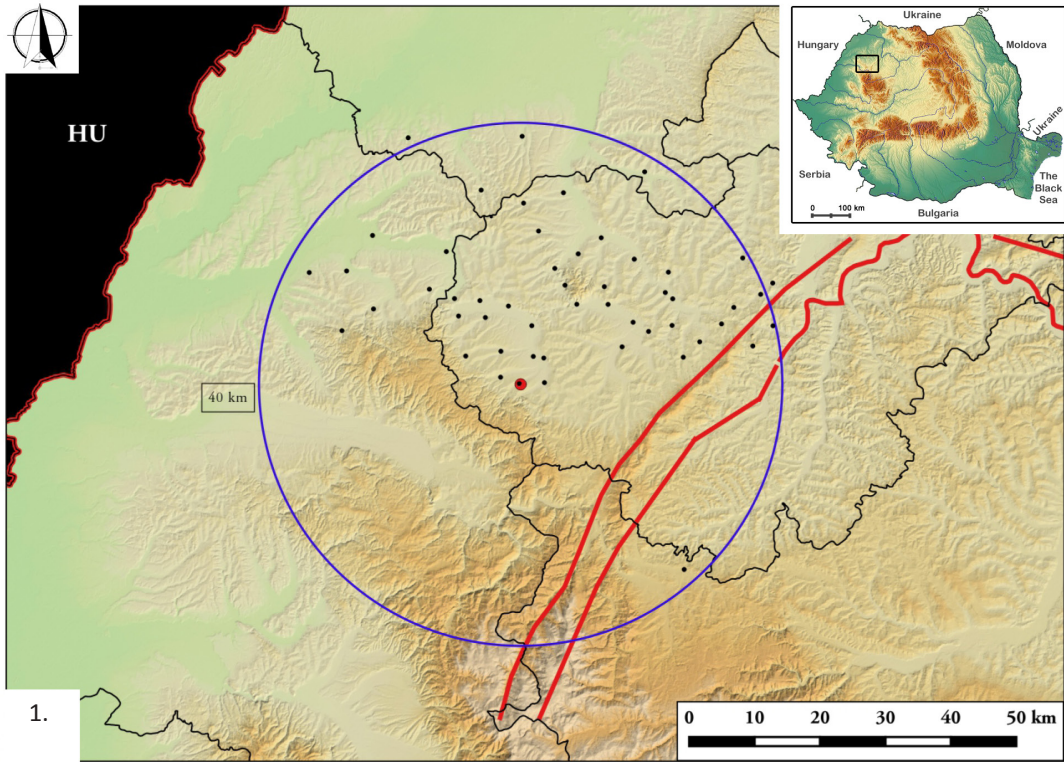 HU
Ukraine
Hungary
Moldova
Ukraine
Serbia
The
Black
Sea
0 100 km
Bulgaria
40 km
1.
0 10 20 30 40 50 km